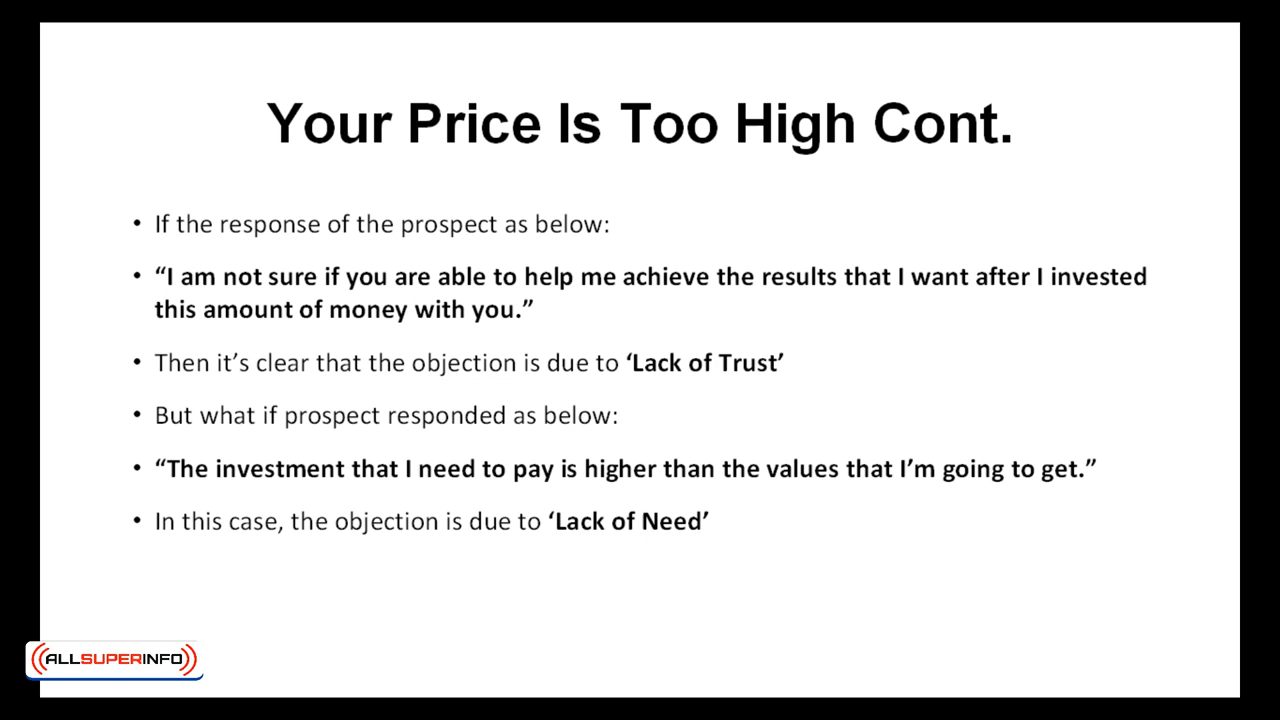 Your Price Is Too High Cont.
• If the response of the prospect as below:
• “I am not sure if you are able to help me achieve the results that I want after I invested
this amount of money with you.”
• Then it’s clear that the objection is due to ‘Lack of Trust’
• But what if prospect responded as below:
• “The investment that I need to pay is higher than the values that I’m going to get.”
• In this case, the objection is due to ‘Lack of Need’
ALLSUPERINFO